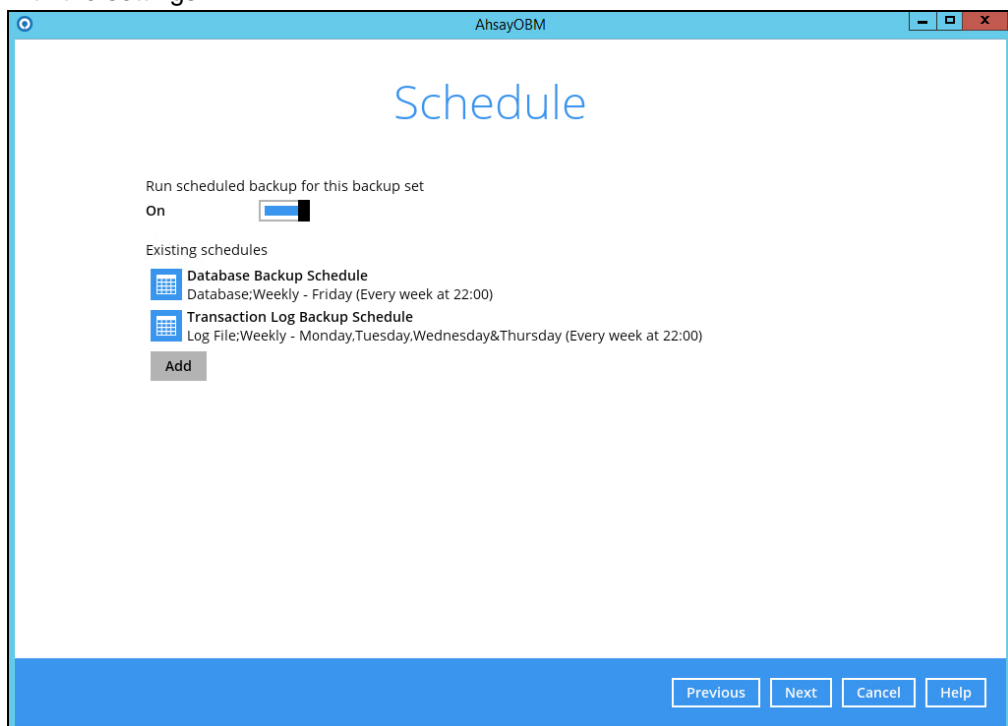 AhsayOBM
Schedule
Run scheduled backup for this backup set
On
Existing schedules
Database Backup Schedule
Database;Weekly - Friday (Every week at 22:00)
Transaction Log Backup Schedule
Log File;Weekly - Monday,Tuesday,Wednesday&Thursday (Every week at 22:00)
Add
Previous Next Cancel Help